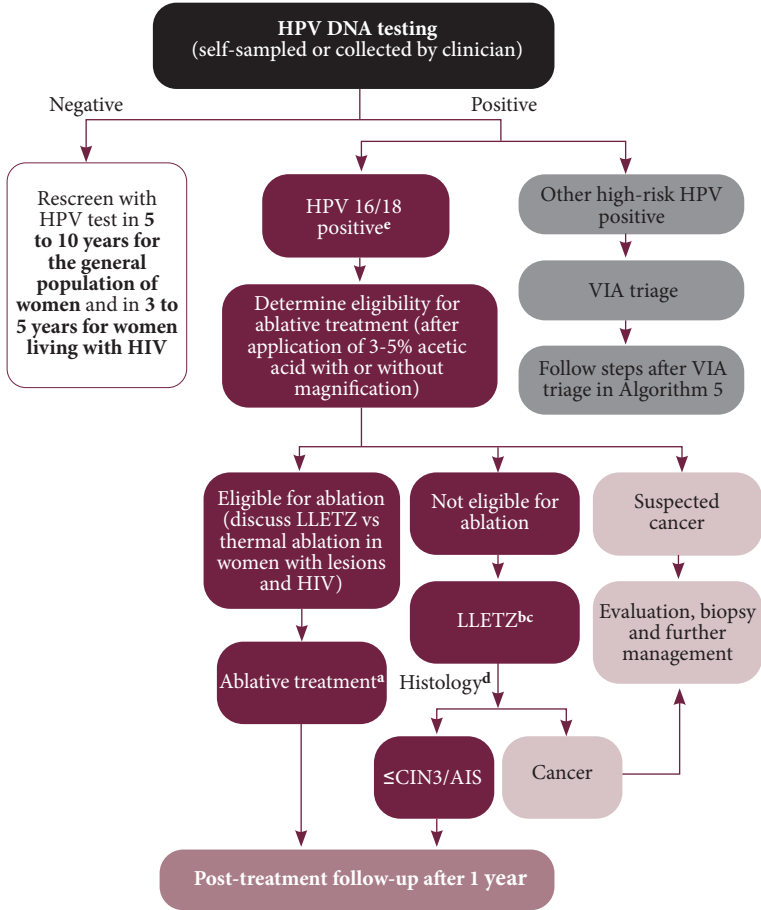 HPV DNA testing
(self-sampled or collected by clinician)
Negative
Positive
Rescreen with
HPV test in 5
to 10 years for
the general
population of
women and in 3 to
5 years for women
living with HIV
HPV 16/18
positiveᵉ
Other high-risk HPV
positive
VIA triage
Follow steps after VIA
triage in Algorithm 5
Determine eligibility for
ablative treatment (after
application of 3-5% acetic
acid with or without
magnification)
Eligible for ablation
(discuss LLETZ vs
thermal ablation in
women with lesions
and HIV)
Not eligible for
ablation
Suspected
cancer
Ablative treatmentᵃ
LLETZᵇᶜ
Evaluation, biopsy
and further
management
Histologyᵈ
≤CIN3/AIS
Cancer
Post-treatment follow-up after 1 year